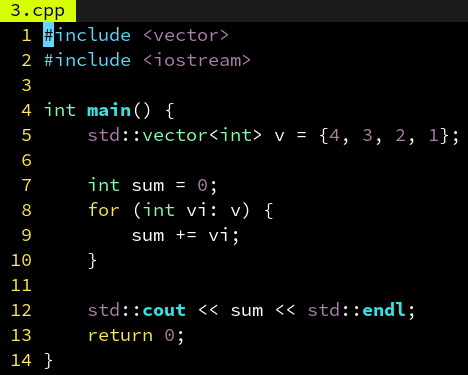 3.cpp
1 #include <vector>
2 #include <iostream>
3
4 int main() {
5     std::vector<int> v = {4, 3, 2, 1};
6
7     int sum = 0;
8     for (int vi: v) {
9         sum += vi;
10     }
11
12     std::cout << sum << std::endl;
13     return 0;
14 }